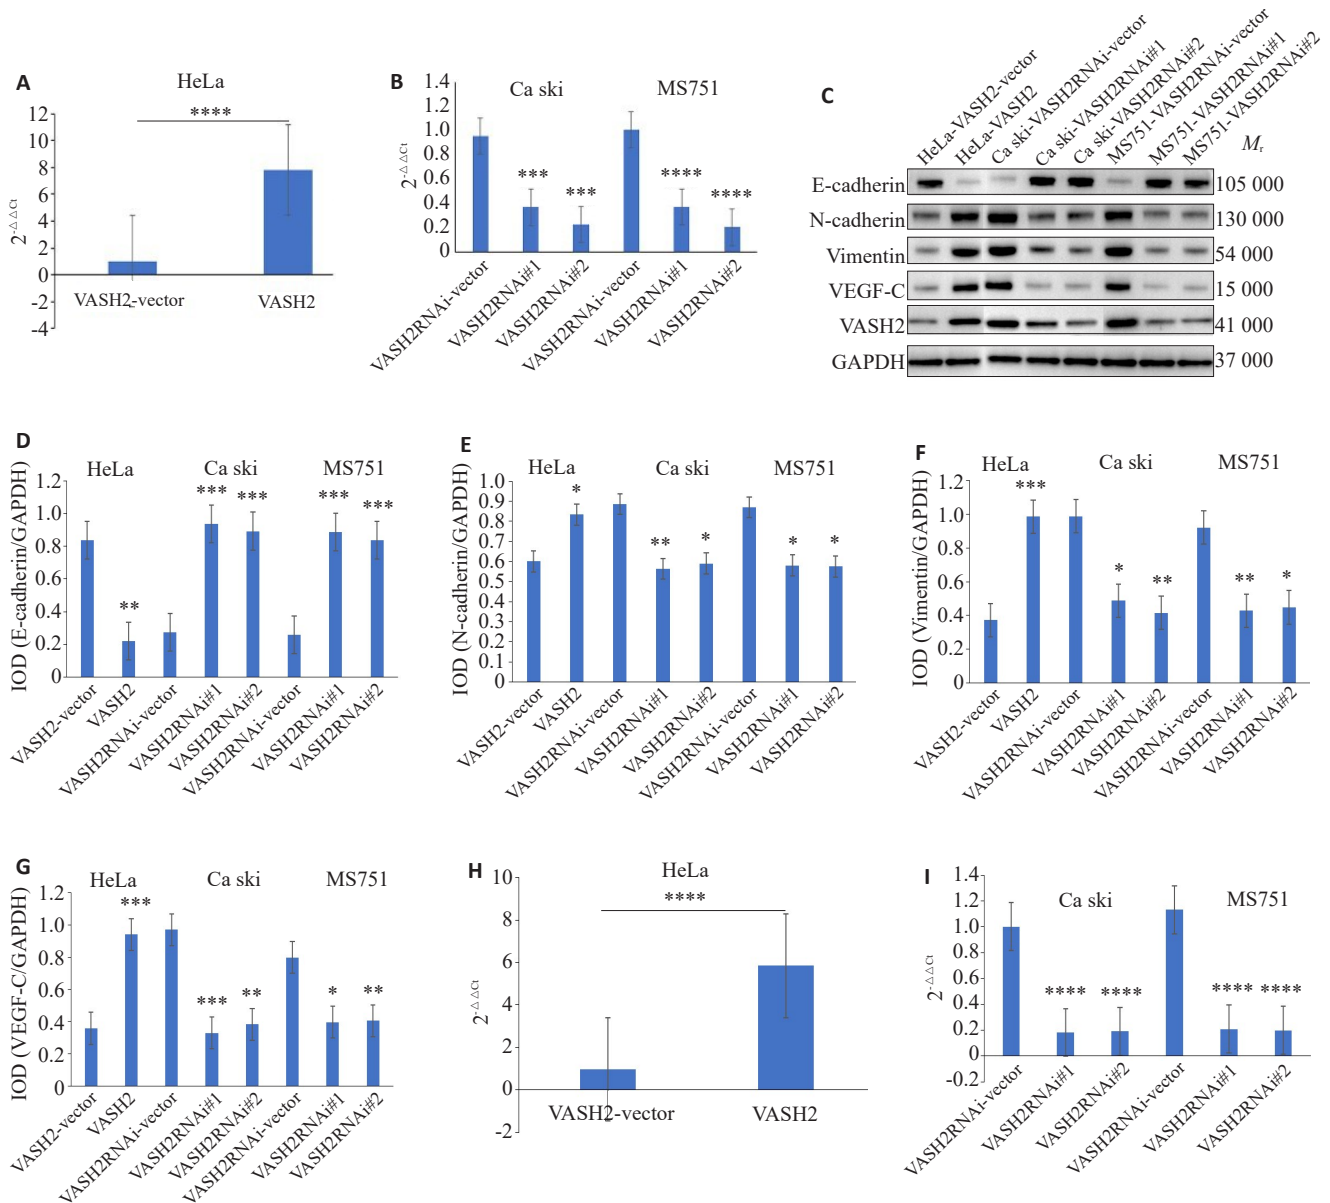 A
HeLa
****
2-△△Ct
12
10
8
6
4
2
0
-2
-4
VASH2-vector
VASH2
B
Ca ski
MS751
2-△△Ct
1.4
1.2
1.0
0.8
0.6
0.4
0.2
0
***
***
****
****
VASH2RNAi-vector
VASH2RNAi#1
VASH2RNAi#2
VASH2RNAi-vector
VASH2RNAi#1
VASH2RNAi#2
C
HeLa-VASH2-vector
HeLa-VASH2
Ca ski-VASH2RNAi-vector
Ca ski-VASH2RNAi#1
Ca ski-VASH2RNAi#2
MS751-VASH2RNAi-vector
MS751-VASH2RNAi#1
MS751-VASH2RNAi#2
Mr
E-cadherin 105 000
N-cadherin 130 000
Vimentin 54 000
VEGF-C 15 000
VASH2 41 000
GAPDH 37 000
D
HeLa
Ca ski
MS751
IOD (E-cadherin/GAPDH)
1.2
1.0
0.8
0.6
0.4
0.2
0
**
***
***
***
***
VASH2-vector
VASH2
VASH2RNAi-vector
VASH2RNAi#1
VASH2RNAi#2
VASH2RNAi-vector
VASH2RNAi#1
VASH2RNAi#2
E
HeLa
Ca ski
MS751
IOD (N-cadherin/GAPDH)
1.0
0.9
0.8
0.7
0.6
0.5
0.4
0.3
0.2
0.1
0
*
**
*
*
*
VASH2-vector
VASH2
VASH2RNAi-vector
VASH2RNAi#1
VASH2RNAi#2
VASH2RNAi-vector
VASH2RNAi#1
VASH2RNAi#2
F
HeLa
Ca ski
MS751
IOD (Vimentin/GAPDH)
1.2
1.0
0.8
0.6
0.4
0.2
0
***
*
**
**
*
VASH2-vector
VASH2
VASH2RNAi-vector
VASH2RNAi#1
VASH2RNAi#2
VASH2RNAi-vector
VASH2RNAi#1
VASH2RNAi#2
G
HeLa
Ca ski
MS751
IOD (VEGF-C/GAPDH)
1.2
1.0
0.8
0.6
0.4
0.2
0
***
***
**
*
**
VASH2-vector
VASH2
VASH2RNAi-vector
VASH2RNAi#1
VASH2RNAi#2
VASH2RNAi-vector
VASH2RNAi#1
VASH2RNAi#2
H
HeLa
****
2-△△Ct
10
8
6
4
2
0
-2
VASH2-vector
VASH2
I
Ca ski
MS751
2-△△Ct
1.4
1.2
1.0
0.8
0.6
0.4
0.2
0
-0.2
****
****
****
****
VASH2RNAi-vector
VASH2RNAi#1
VASH2RNAi#2
VASH2RNAi-vector
VASH2RNAi#1
VASH2RNAi#2